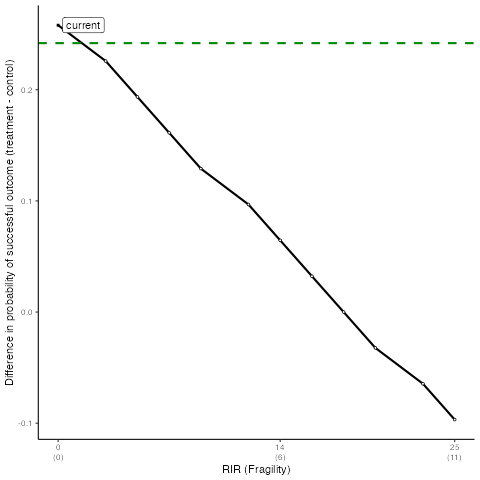 current
Difference in probability of successful outcome (treatment - control)
0.2
0.1
0.0
-0.1
0 14 25
(0) (6) (11)
RIR (Fragility)